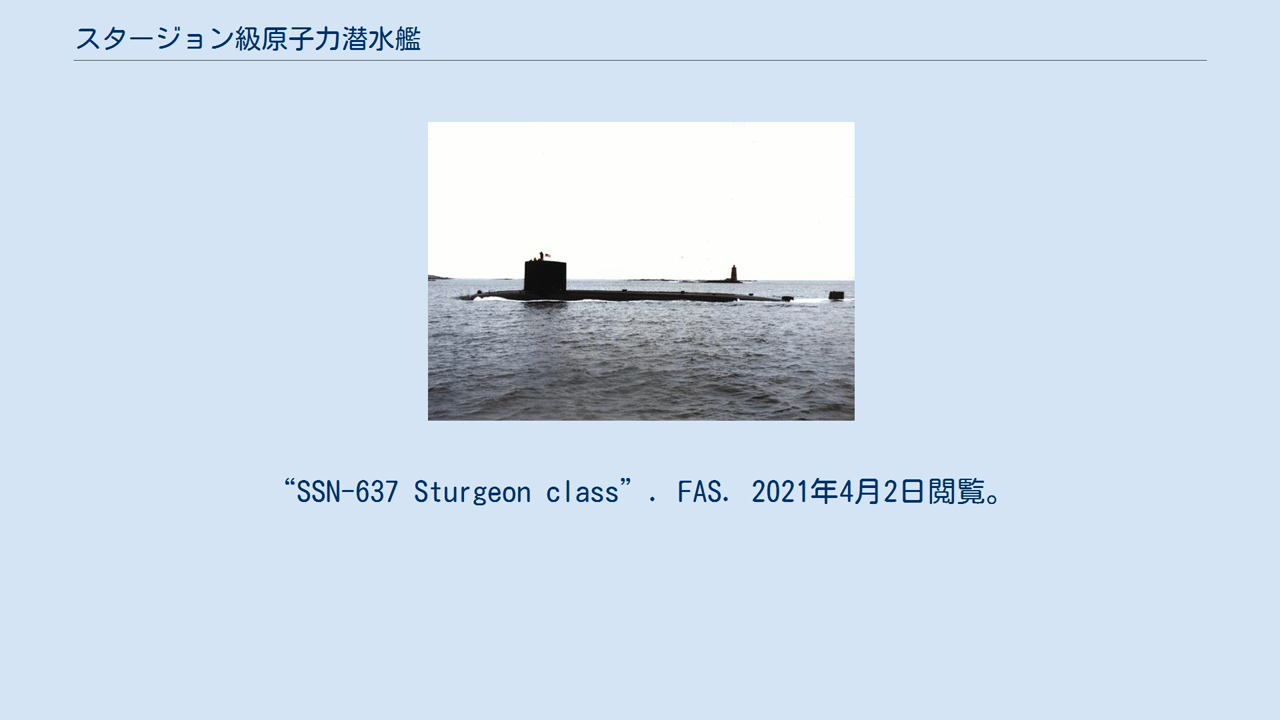 スタージョン級原子力潜水艦
“SSN-637 Sturgeon class”. FAS. 2021年4月2日閲覧。